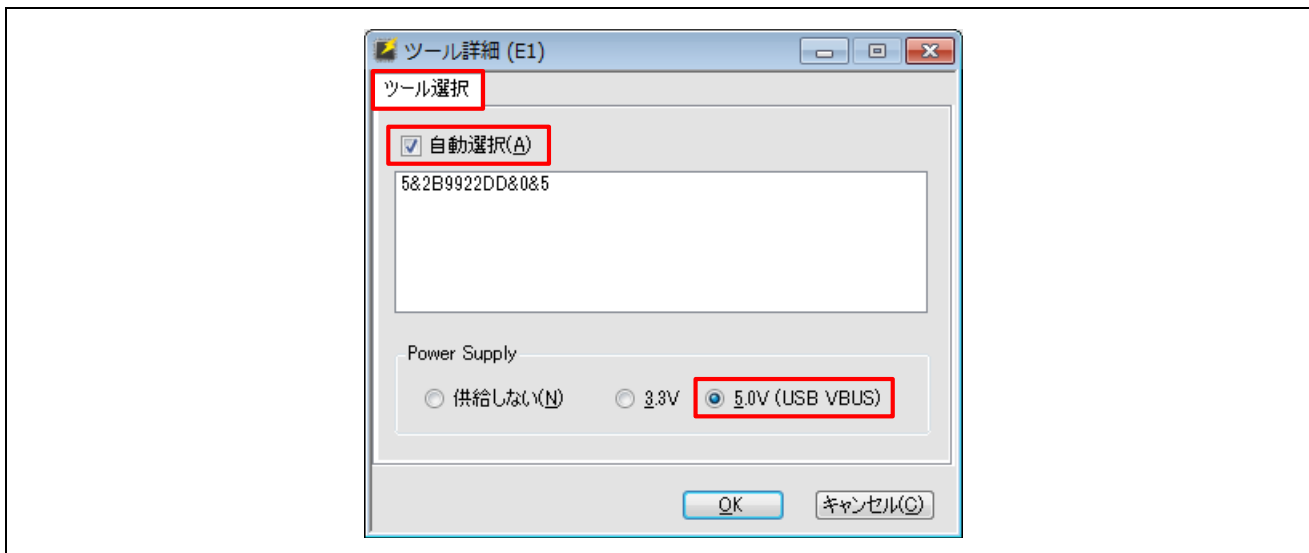 ツール詳細 (E1)
ツール選択
自動選択(A)
5&2B9922DD&0&5
Power Supply
供給しない(N) 3.3V 5.0V (USB VBUS)
OK キャンセル(C)